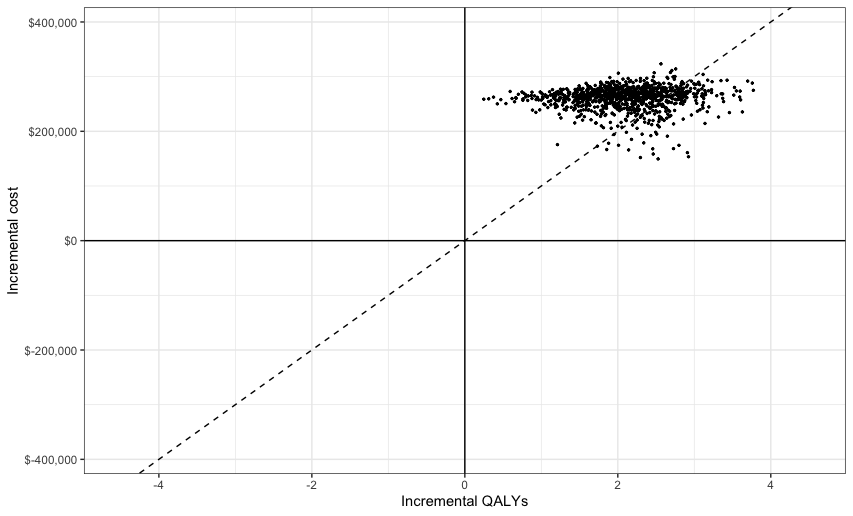 $400,000
$200,000
$0
$-200,000
$-400,000
Incremental cost
-4 -2 0 2 4
Incremental QALYs